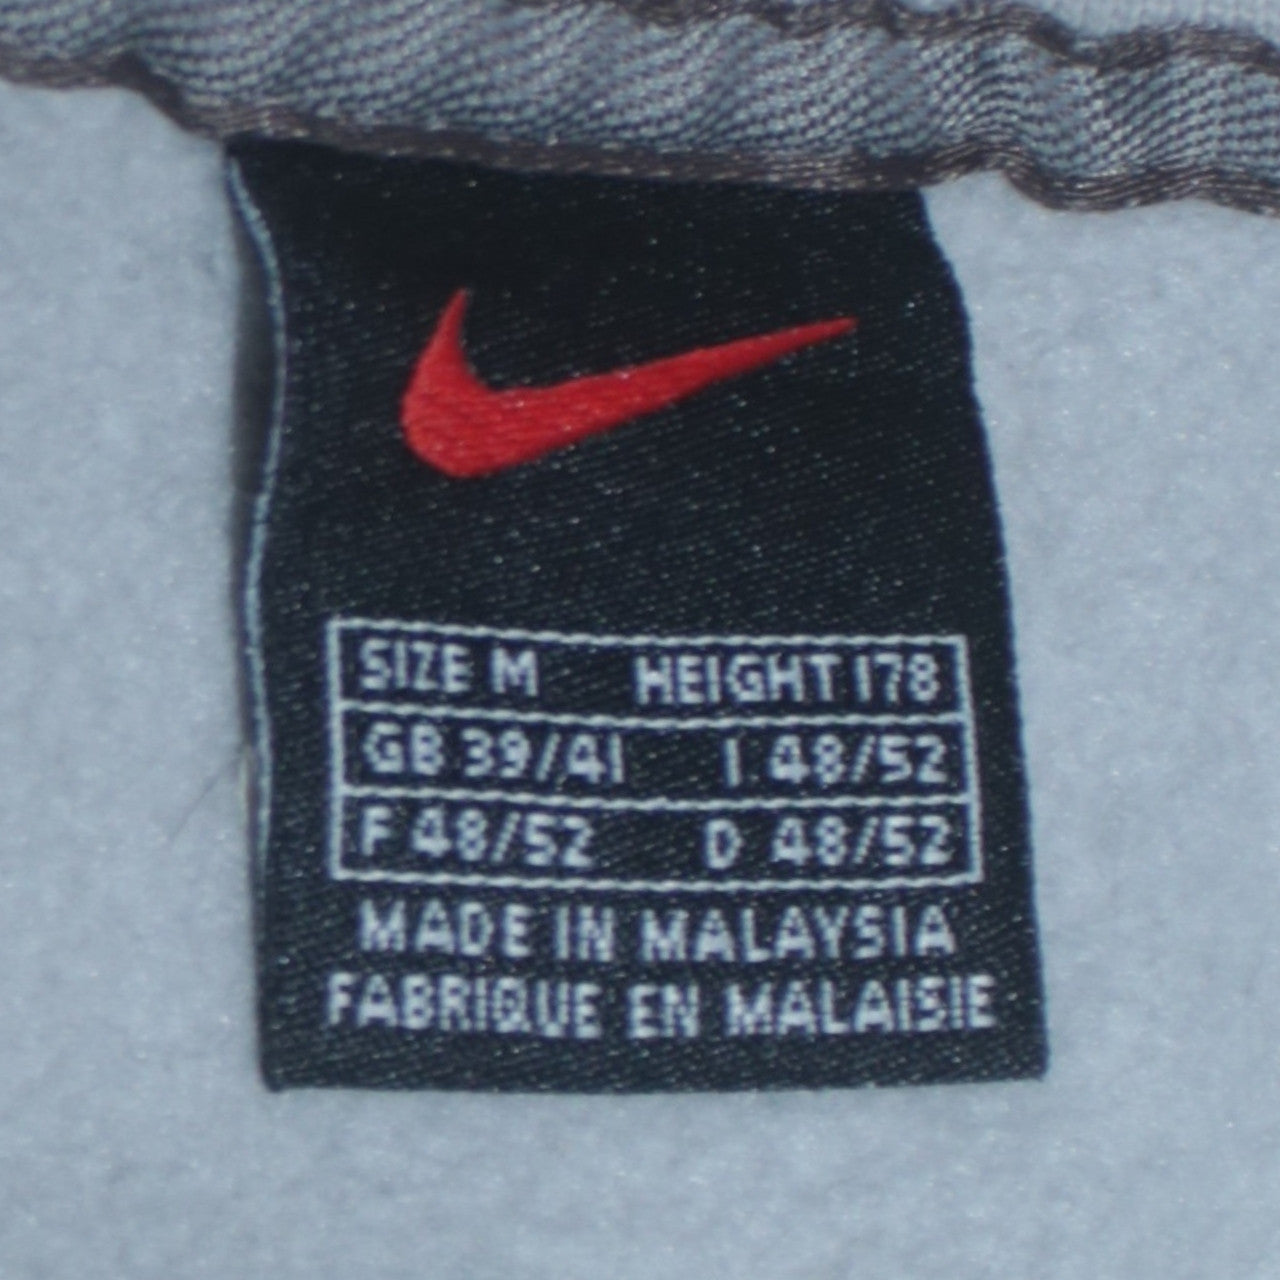 SIZE M HEIGHT 178
GB 39/41 I 48/52
F 48/52 D 48/52
MADE IN MALAYSIA
FABRIQUE EN MALAISIE